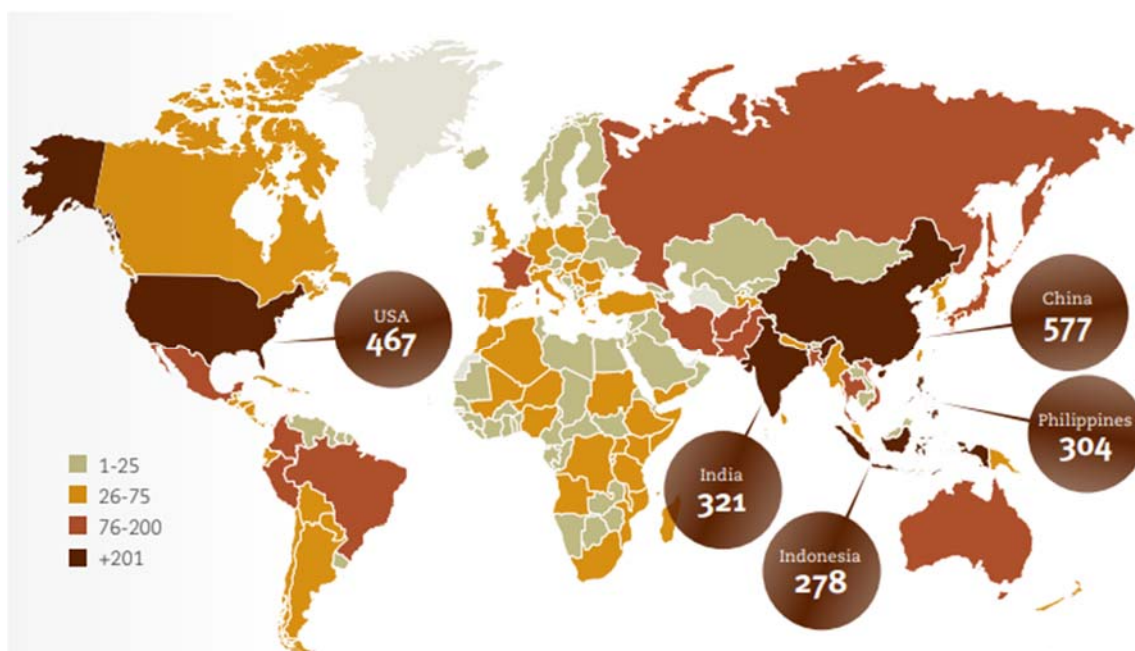 USA
467
China
577
Philippines
304
India
321
Indonesia
278
1-25
26-75
76-200
+201